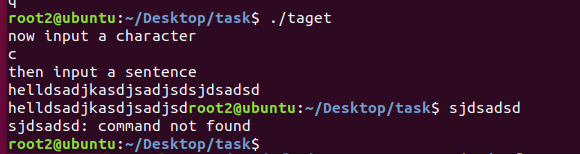 q
root2@ubuntu:~/Desktop/task$ ./taget
now input a character
c
then input a sentence
helldsadjkasdjsadjsdsjdsadsd
helldsadjkasdjsadjsdroot2@ubuntu:~/Desktop/task$ sjdsadsd
sjdsadsd: command not found
root2@ubuntu:~/Desktop/task$